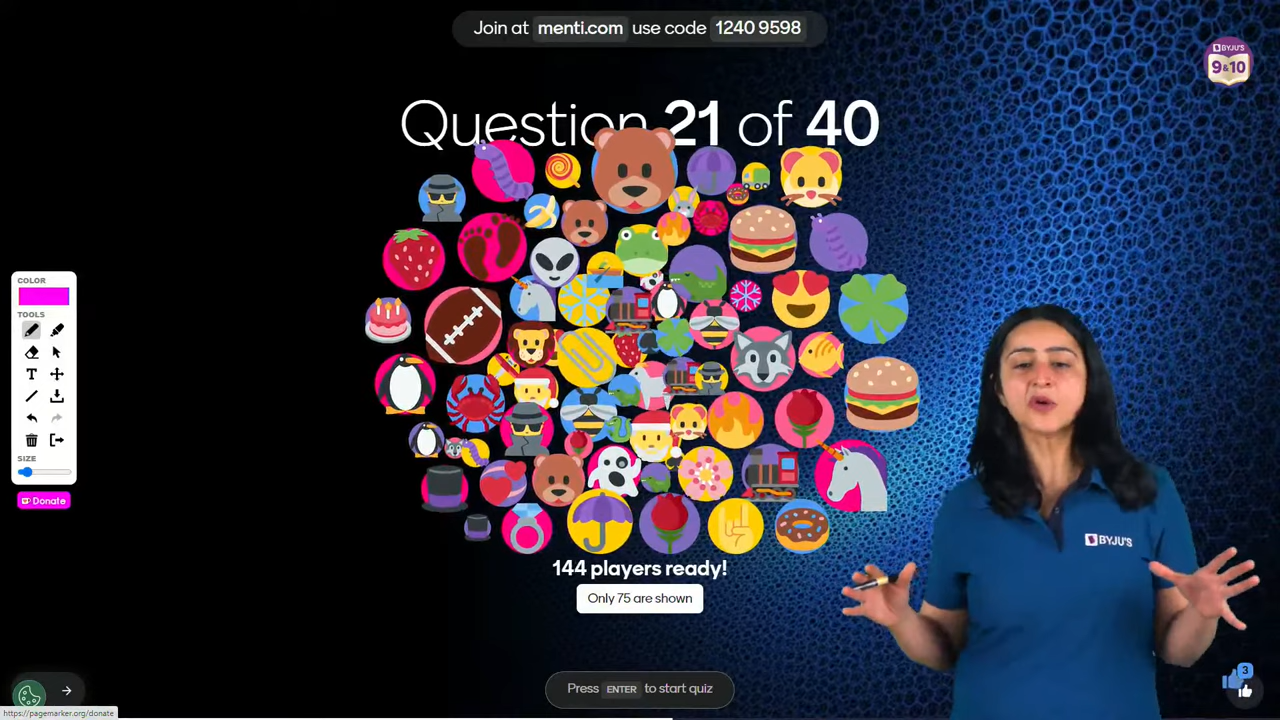 Join at menti.com use code 1240 9598
BYJU'S
9&10
Question 21 of 40
COLOR
TOOLS
T
SIZE
Donate
BYJU'S
144 players ready!
Only 75 are shown
Press ENTER to start quiz
3
https://pagemarker.org/donate